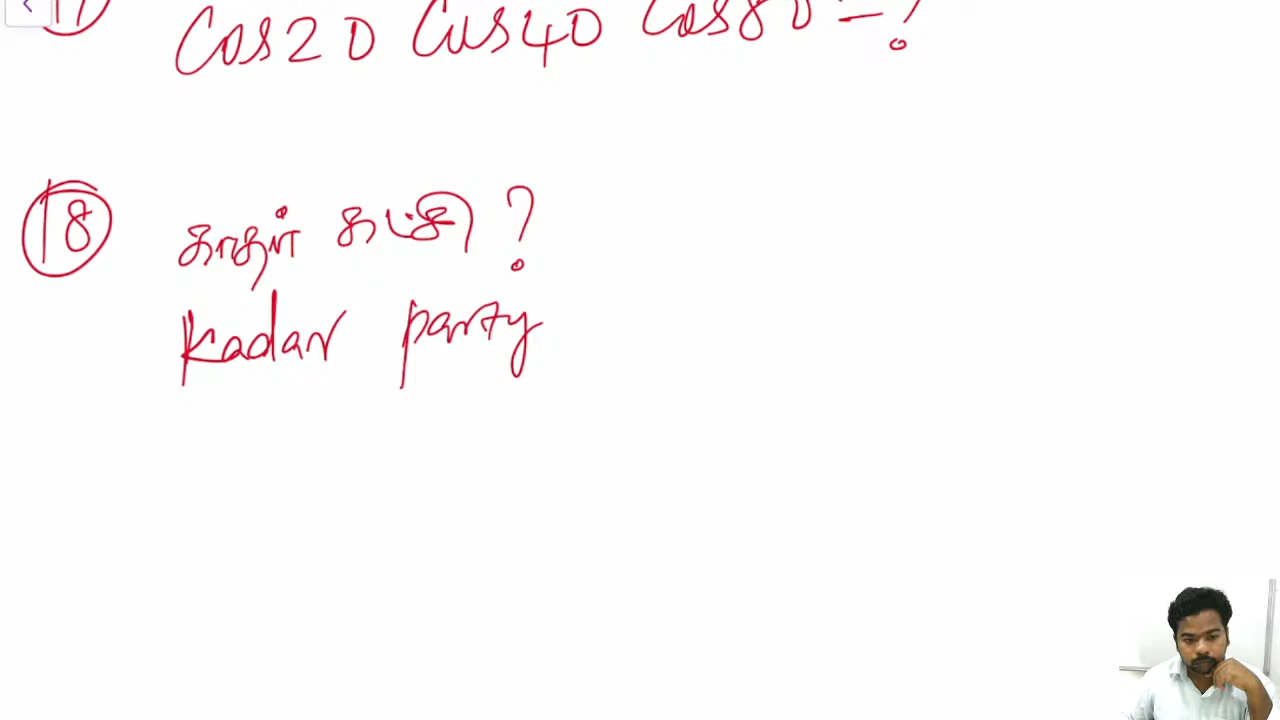 Cos20 Cos40 Cos80 = ?
18 காதர் கட்சி ?
Kadar party